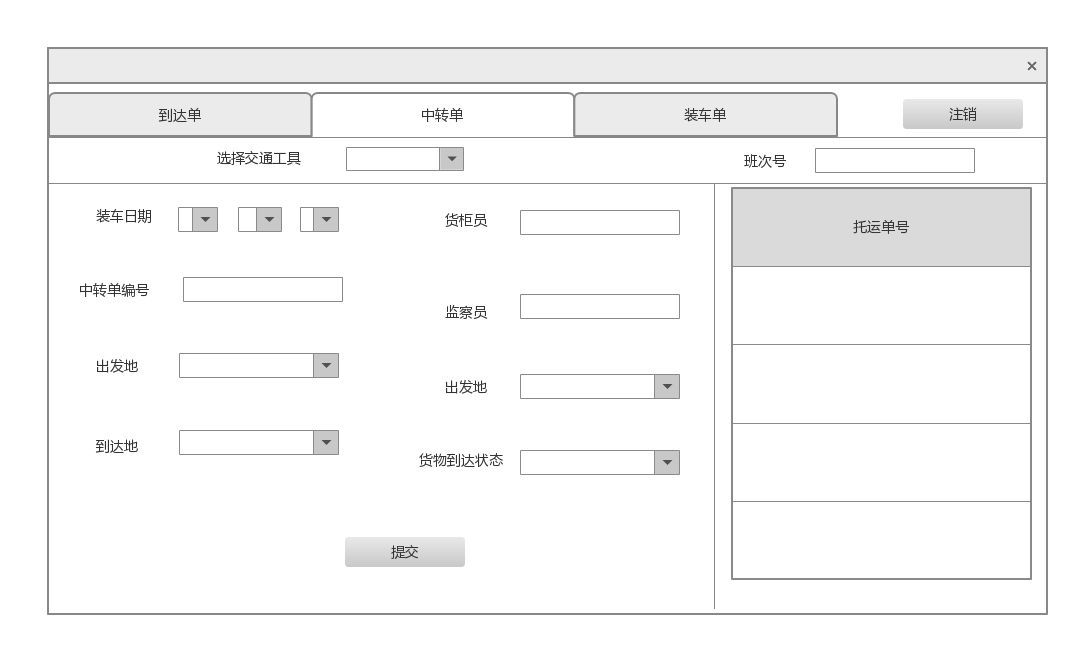 ×
到达单
中转单
装车单
注销
选择交通工具
班次号
装车日期
货柜员
托运单号
中转单编号
监察员
出发地
出发地
到达地
货物到达状态
提交